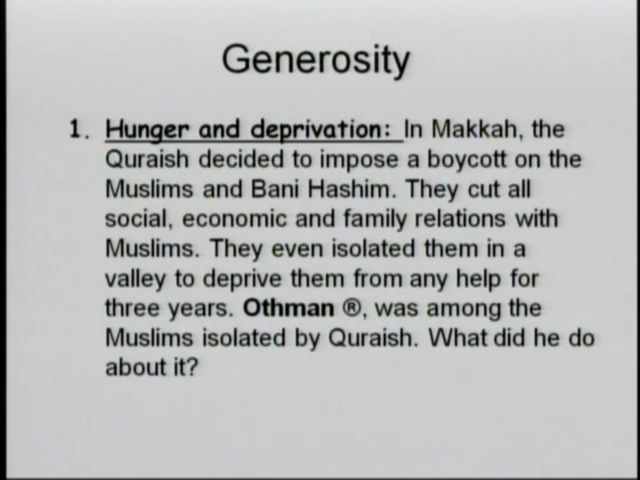 Generosity
1. Hunger and deprivation: In Makkah, the
Quraish decided to impose a boycott on the
Muslims and Bani Hashim. They cut all
social, economic and family relations with
Muslims. They even isolated them in a
valley to deprive them from any help for
three years. Othman ®, was among the
Muslims isolated by Quraish. What did he do
about it?